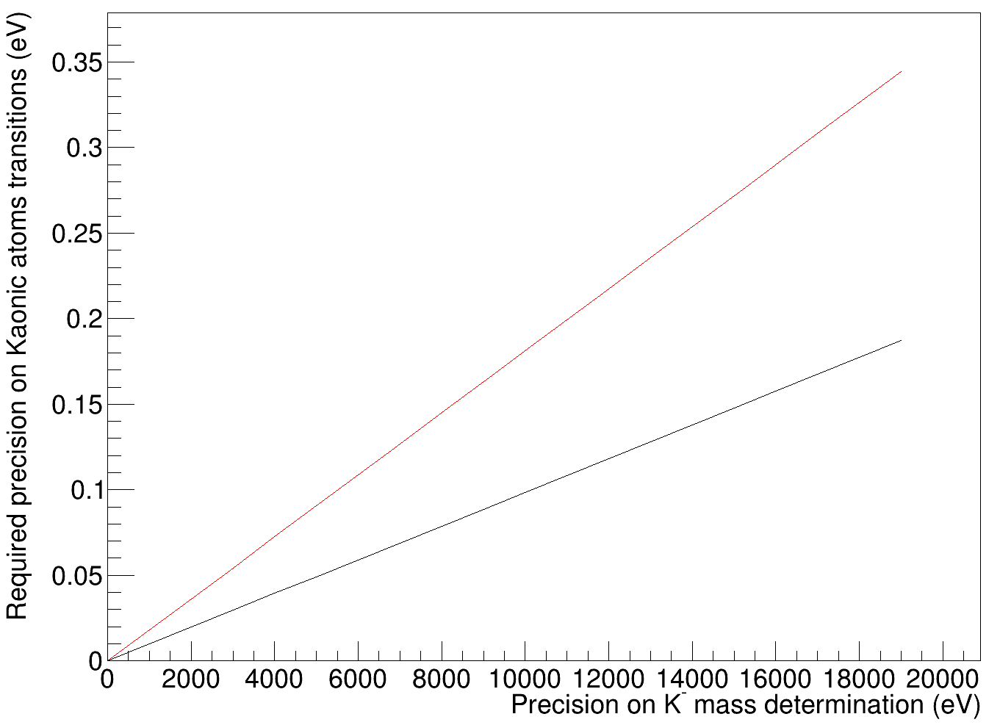 Required precision on Kaonic atoms transitions (eV)
0.35
0.3
0.25
0.2
0.15
0.1
0.05
0
0 2000 4000 6000 8000 10000 12000 14000 16000 18000 20000
Precision on K⁻ mass determination (eV)